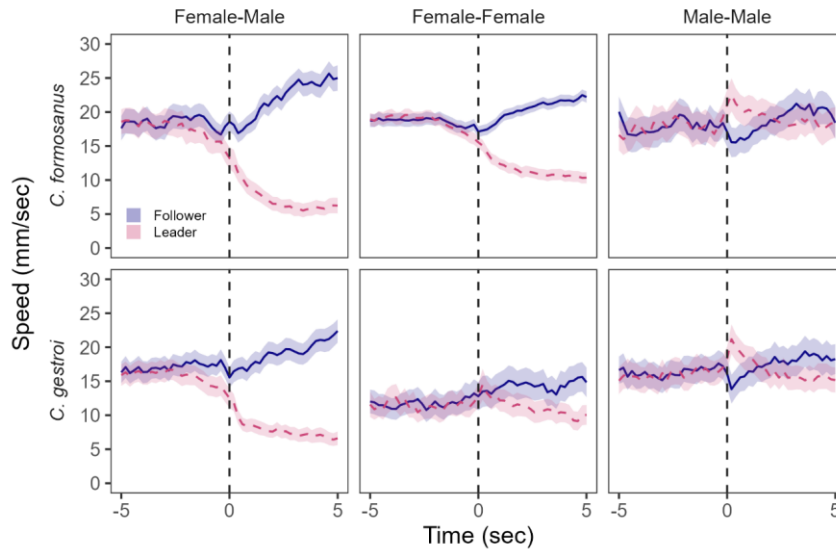 Female-Male Female-Female Male-Male
30
25
20
15
10
5
0
C. formosanus
Follower
Leader
Speed (mm/sec)
30
25
20
15
10
5
0
C. gestroi
-5 0 5 -5 0 5 -5 0 5
Time (sec)